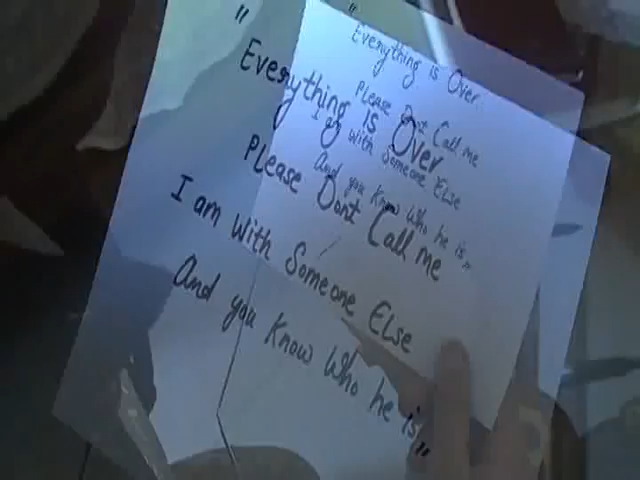 "Everything is Over
Please Dont Call me
I am with Someone Else
And you Know Who he is"
"Everything is Over
Please Dont Call me
I am with Someone Else
And you Know Who he is"